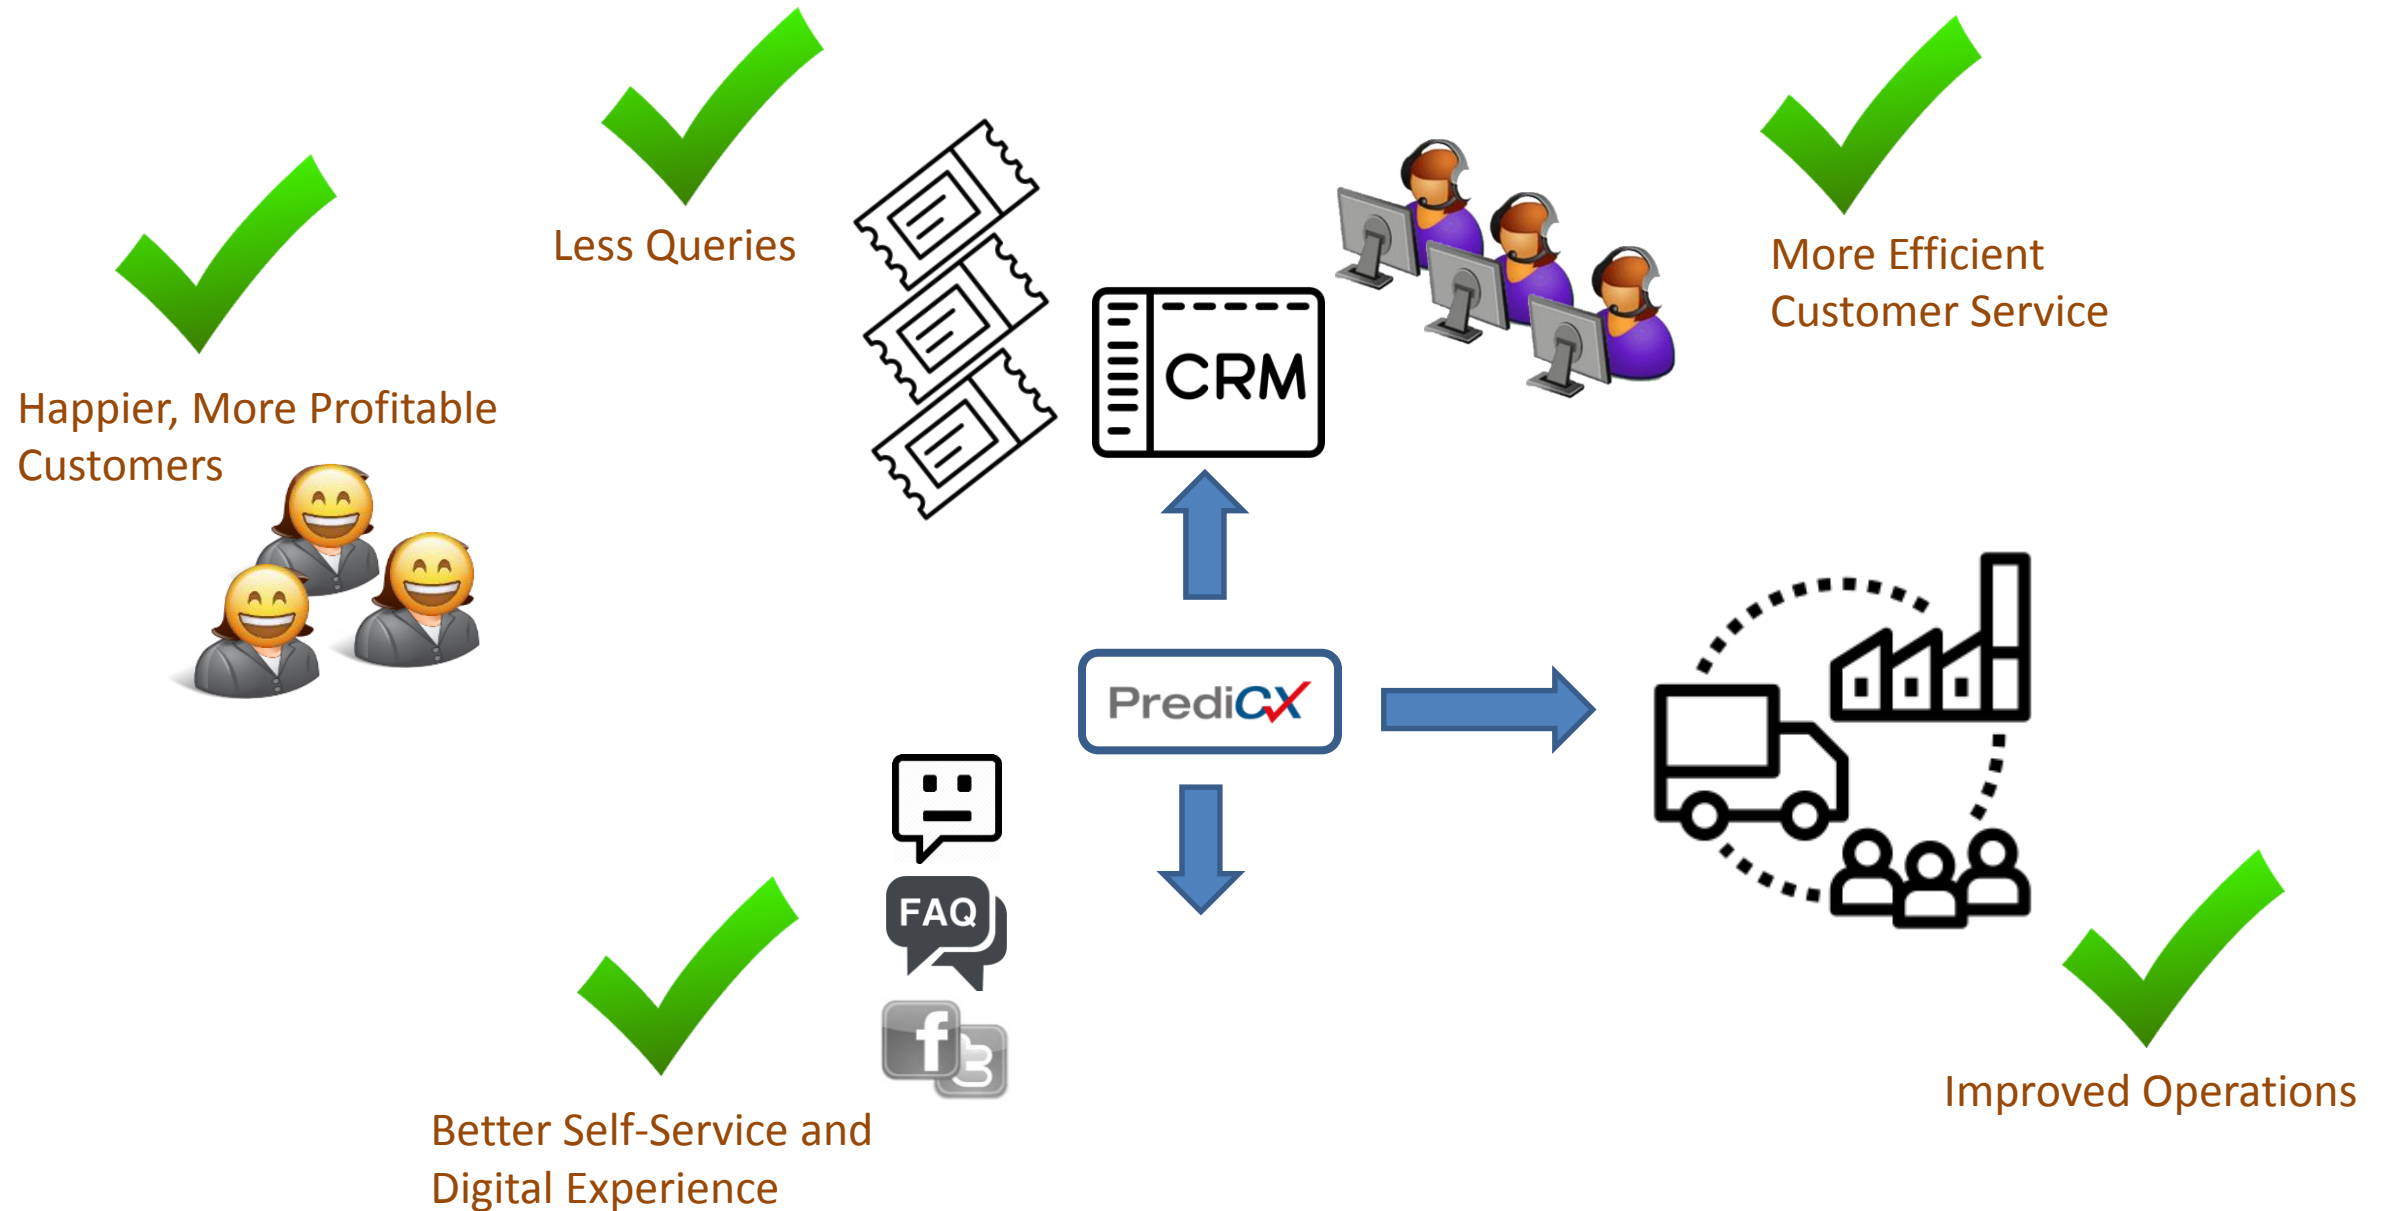 Less Queries
More Efficient
Customer Service
Happier, More Profitable
Customers
CRM
PrediCX
FAQ
f
t
Improved Operations
Better Self-Service and
Digital Experience